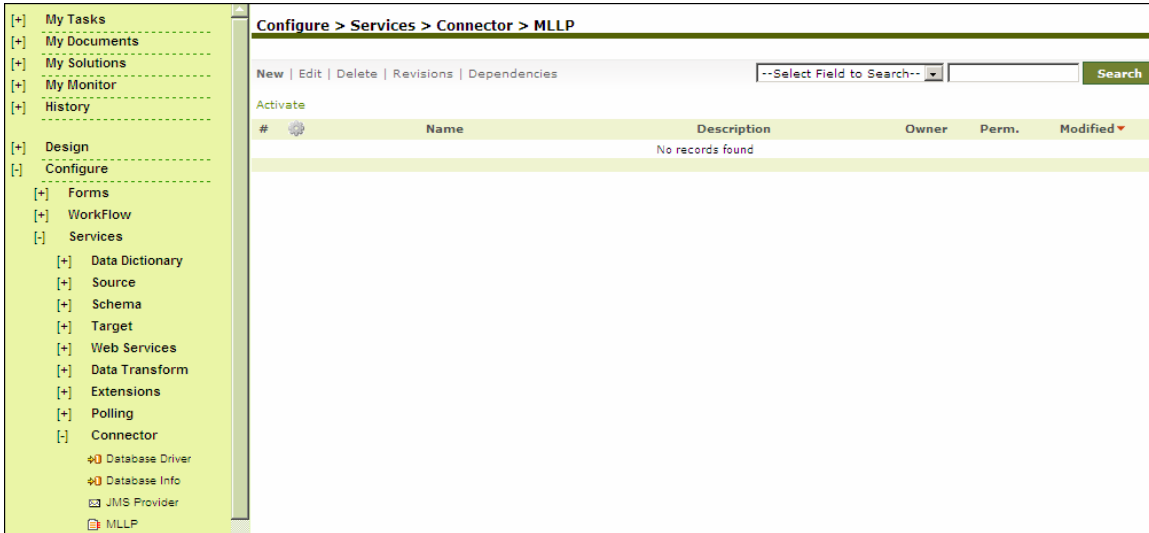 [+] My Tasks
[+] My Documents
[+] My Solutions
[+] My Monitor
[+] History
[+] Design
[-] Configure
[+] Forms
[+] WorkFlow
[-] Services
[+] Data Dictionary
[+] Source
[+] Schema
[+] Target
[+] Web Services
[+] Data Transform
[+] Extensions
[+] Polling
[-] Connector
Database Driver
Database Info
JMS Provider
MLLP
Configure > Services > Connector > MLLP
New | Edit | Delete | Revisions | Dependencies
--Select Field to Search-- Search
Activate
# Name Description Owner Perm. Modified
No records found